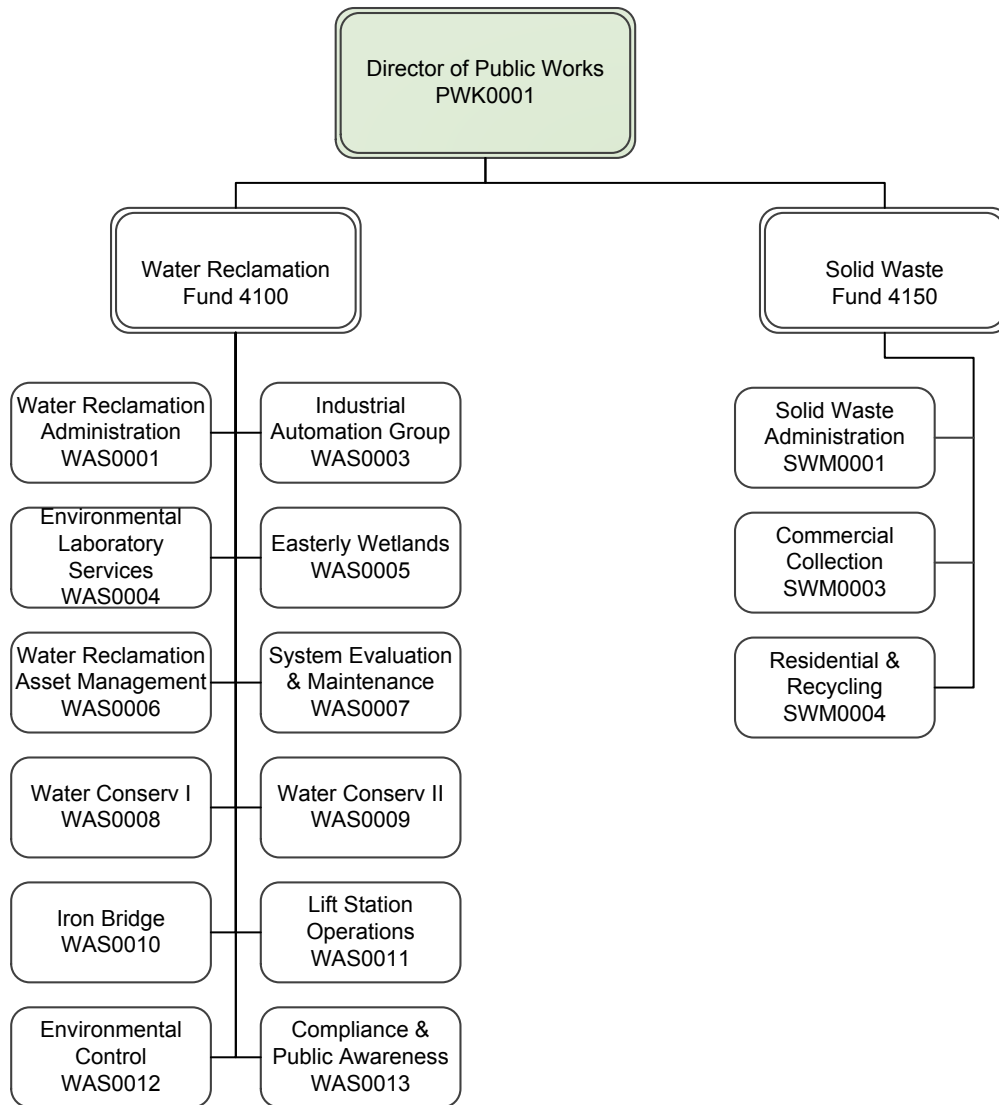 Director of Public Works
PWK0001
Water Reclamation
Fund 4100
Solid Waste
Fund 4150
Water Reclamation
Administration
WAS0001
Industrial
Automation Group
WAS0003
Solid Waste
Administration
SWM0001
Environmental
Laboratory
Services
WAS0004
Easterly Wetlands
WAS0005
Commercial
Collection
SWM0003
Water Reclamation
Asset Management
WAS0006
System Evaluation
& Maintenance
WAS0007
Residential &
Recycling
SWM0004
Water Conserv I
WAS0008
Water Conserv II
WAS0009
Iron Bridge
WAS0010
Lift Station
Operations
WAS0011
Environmental
Control
WAS0012
Compliance &
Public Awareness
WAS0013